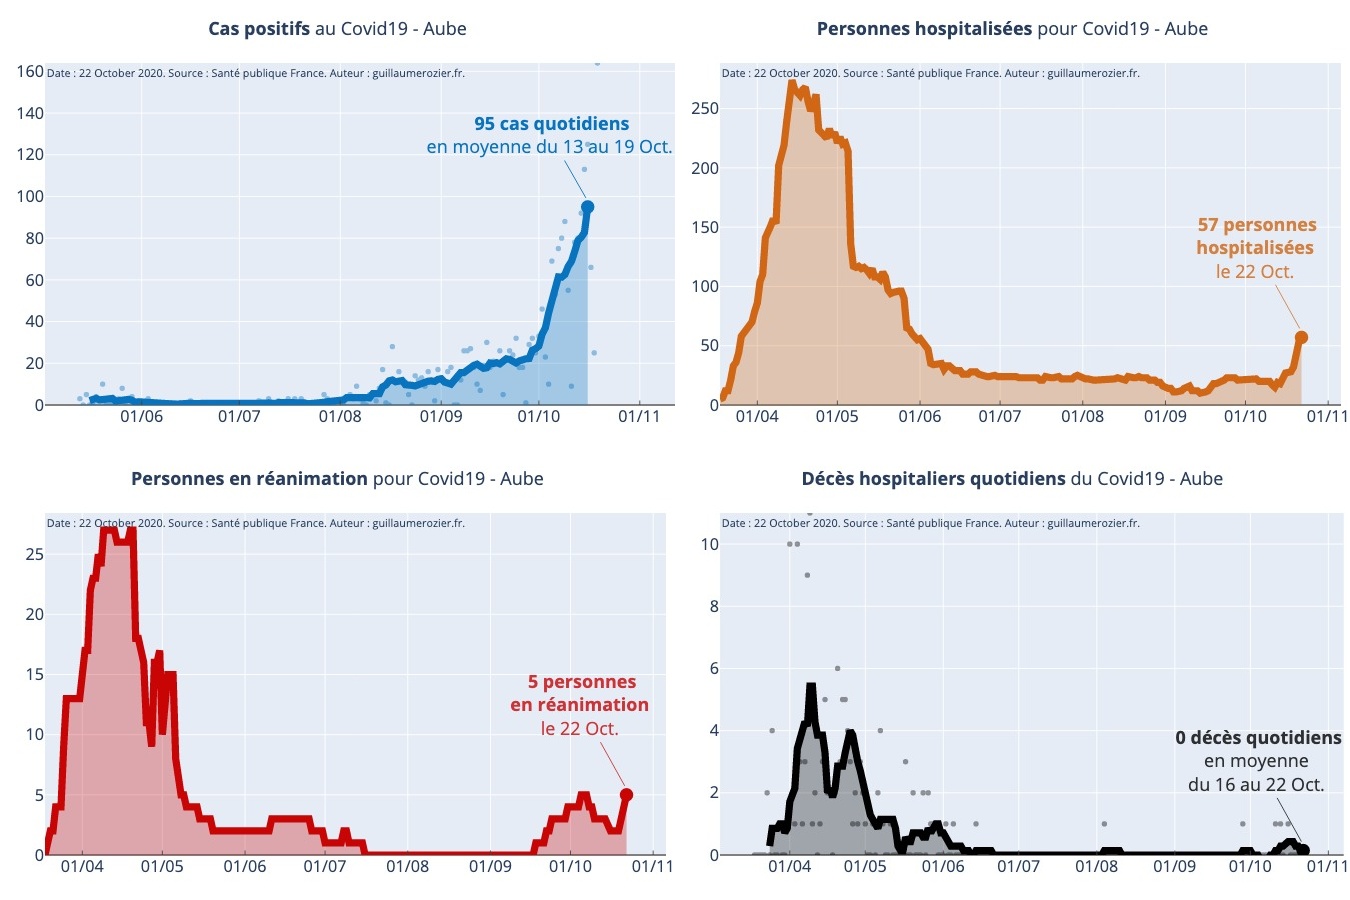 Cas positifs au Covid19 - Aube
Date : 22 October 2020. Source : Santé publique France. Auteur : guillaumerozier.fr.
160
140
120
100
80
60
40
20
0
95 cas quotidiens
en moyenne du 13 au 19 Oct.
01/06 01/07 01/08 01/09 01/10 01/11
Personnes hospitalisées pour Covid19 - Aube
Date : 22 October 2020. Source : Santé publique France. Auteur : guillaumerozier.fr.
250
200
150
100
50
0
57 personnes
hospitalisées
le 22 Oct.
01/04 01/05 01/06 01/07 01/08 01/09 01/10 01/11
Personnes en réanimation pour Covid19 - Aube
Date : 22 October 2020. Source : Santé publique France. Auteur : guillaumerozier.fr.
25
20
15
10
5
0
5 personnes
en réanimation
le 22 Oct.
01/04 01/05 01/06 01/07 01/08 01/09 01/10 01/11
Décès hospitaliers quotidiens du Covid19 - Aube
Date : 22 October 2020. Source : Santé publique France. Auteur : guillaumerozier.fr.
10
8
6
4
2
0
0 décès quotidiens
en moyenne
du 16 au 22 Oct.
01/04 01/05 01/06 01/07 01/08 01/09 01/10 01/11